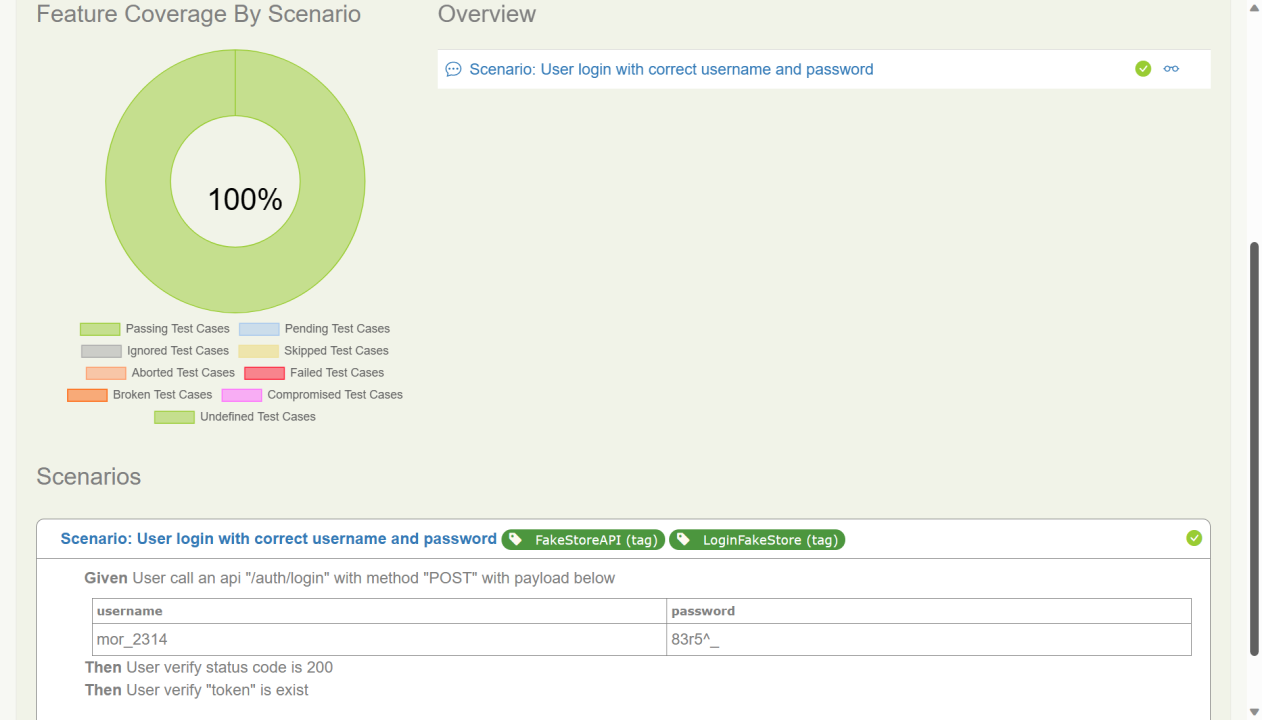 Feature Coverage By Scenario
Overview
Scenario: User login with correct username and password
100%
Passing Test Cases
Pending Test Cases
Ignored Test Cases
Skipped Test Cases
Aborted Test Cases
Failed Test Cases
Broken Test Cases
Compromised Test Cases
Undefined Test Cases
Scenarios
Scenario: User login with correct username and password FakeStoreAPI (tag) LoginFakeStore (tag)
Given User call an api "/auth/login" with method "POST" with payload below
username password
mor_2314 83r5^_
Then User verify status code is 200
Then User verify "token" is exist